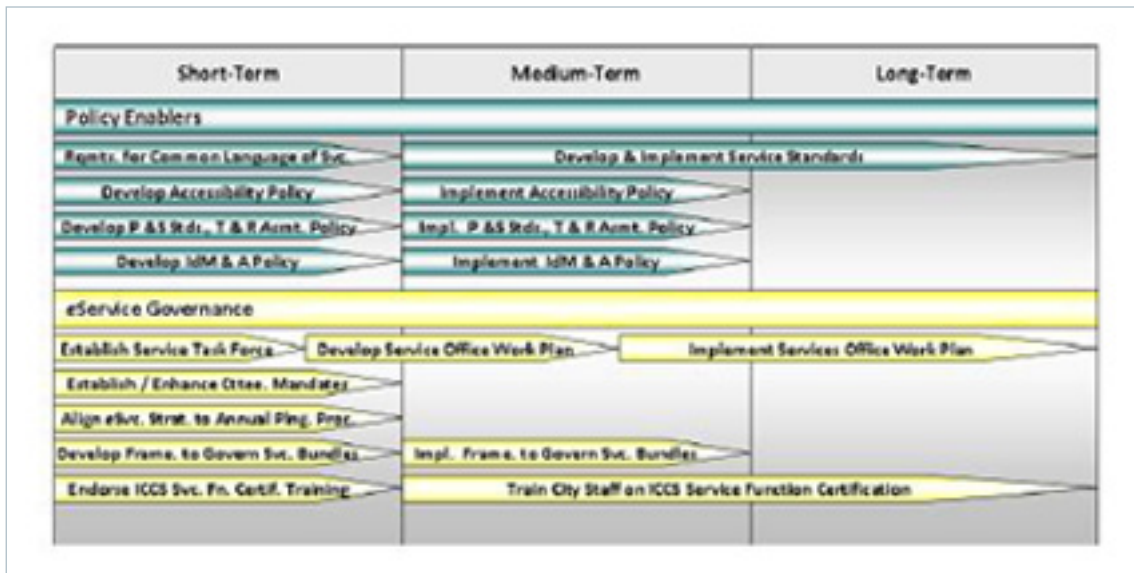 Short-Term Medium-Term Long-Term
Policy Enablers
Rqmts. for Common Language of Svc. Develop & Implement Service Standards
Develop Accessibility Policy Implement Accessibility Policy
Develop P & S Stds., T & R Asmt. Policy Impl. P & S Stds., T & R Asmt. Policy
Develop IdM & A Policy Implement IdM & A Policy
eService Governance
Establish Service Task Force Develop Service Office Work Plan Implement Services Office Work Plan
Establish / Enhance Cttee. Mandates
Align eSvc. Strat. to Annual Plng. Proc.
Develop Frame. to Govern Svc. Bundles Impl. Frame. to Govern Svc. Bundles
Endorse ICCS Svc. Fn. Certif. Training Train City Staff on ICCS Service Function Certification